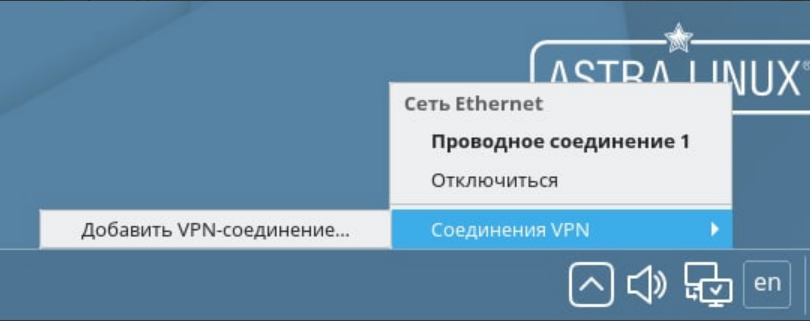 ASTRA LINUX®
Сеть Ethernet
Проводное соединение 1
Отключиться
Добавить VPN-соединение...
Соединения VPN
en